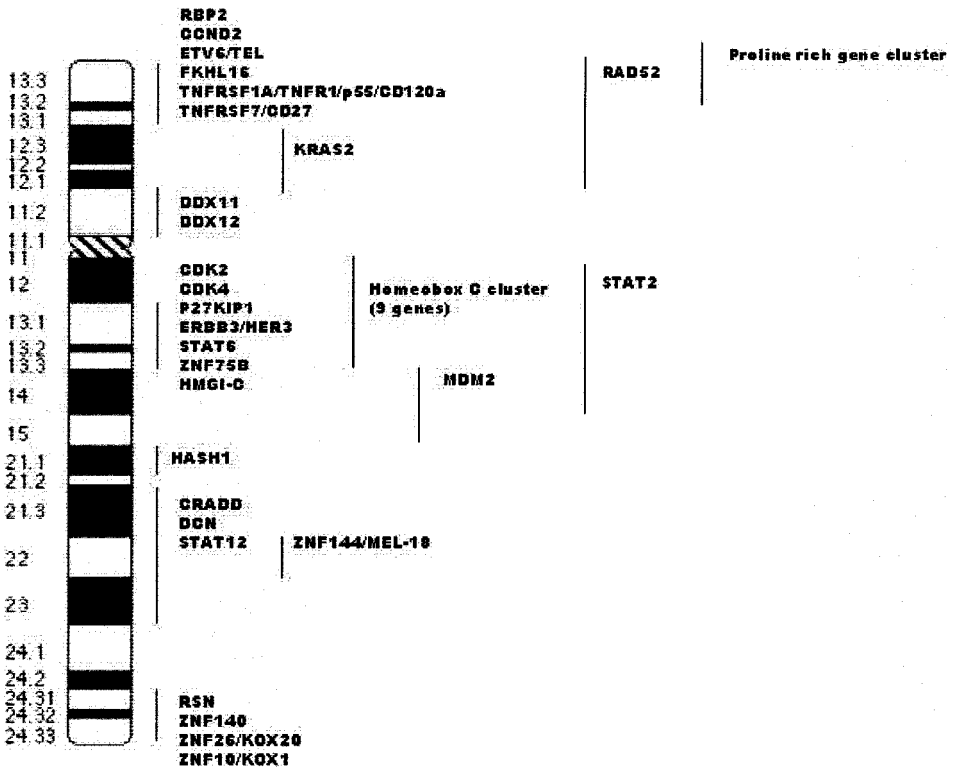 RBP2
CCND2
ETV6/TEL
FKHL16
TNFRSF1A/TNFR1/p55/CD120a
TNFRSF7/CD27
RAD52
Proline rich gene cluster
KRAS2
DDX11
DDX12
CDK2
CDK4
P27KIP1
ERBB3/HER3
STAT6
ZNF75B
HMGI-C
Homeobox C cluster
(9 genes)
STAT2
MDM2
HASH1
CRADD
DCN
STAT12
ZNF144/MEL-18
RSN
ZNF140
ZNF26/KOX20
ZNF10/KOX1
13.3
13.2
13.1
12.3
12.2
12.1
11.2
11.1
11
12
13.1
13.2
13.3
14
15
21.1
21.2
21.3
22
23
24.1
24.2
24.31
24.32
24.33